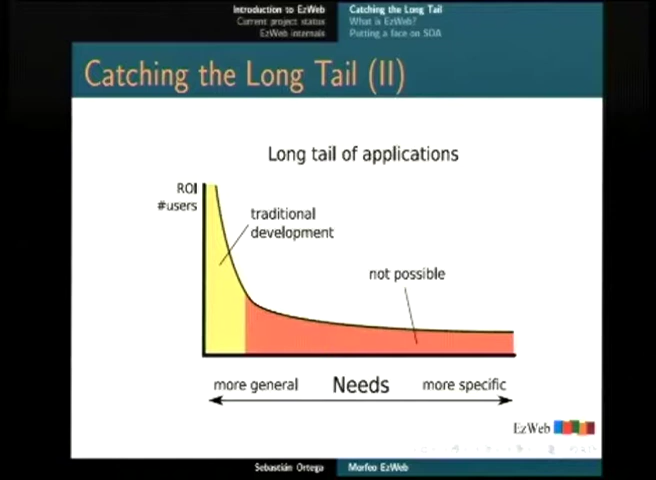 Introduction to EzWeb
Current project status
EzWeb internals
Catching the Long Tail
What is EzWeb?
Putting a face on SOA
Catching the Long Tail (II)
Long tail of applications
ROI
#users
traditional
development
not possible
more general
Needs
more specific
EzWeb
Sebastián Ortega
Morfeo EzWeb